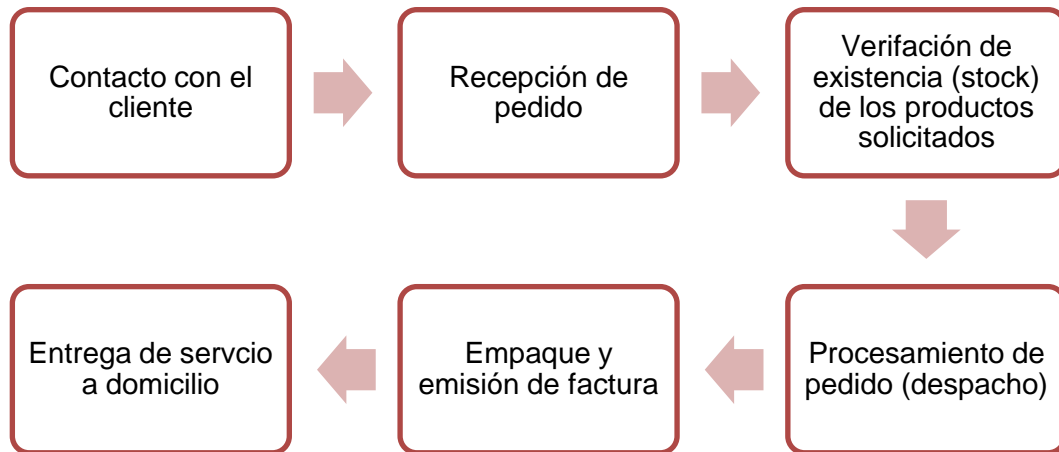 Contacto con el
cliente
Recepción de
pedido
Verifación de
existencia (stock)
de los productos
solicitados
Procesamiento de
pedido (despacho)
Empaque y
emisión de factura
Entrega de servcio
a domicilio